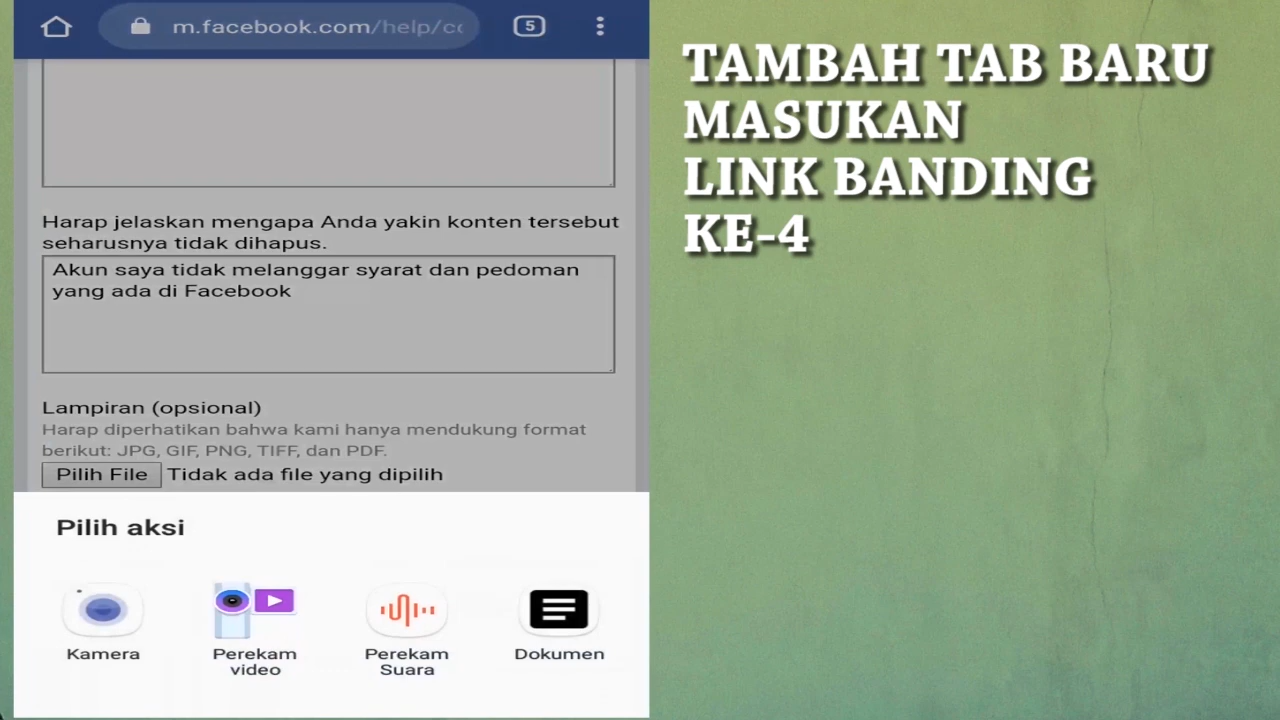 m.facebook.com/help/cc
5
Harap jelaskan mengapa Anda yakin konten tersebut
seharusnya tidak dihapus.
Akun saya tidak melanggar syarat dan pedoman
yang ada di Facebook
Lampiran (opsional)
Harap diperhatikan bahwa kami hanya mendukung format
berikut: JPG, GIF, PNG, TIFF, dan PDF.
Pilih File Tidak ada file yang dipilih
Pilih aksi
Kamera
Perekam
video
Perekam
Suara
Dokumen
TAMBAH TAB BARU
MASUKAN
LINK BANDING
KE-4